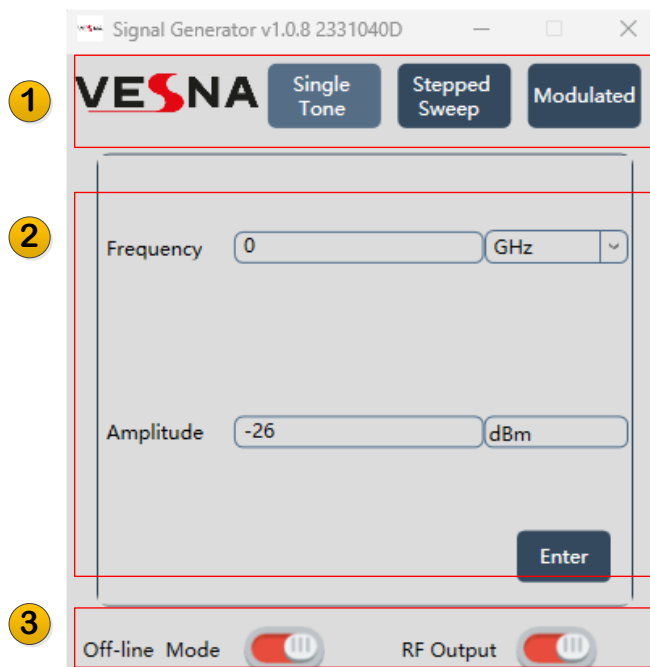 Signal Generator v1.0.8 2331040D
1
VESNA
Single
Tone
Stepped
Sweep
Modulated
2
Frequency 0 GHz
Amplitude -26 dBm
Enter
3
Off-line Mode RF Output